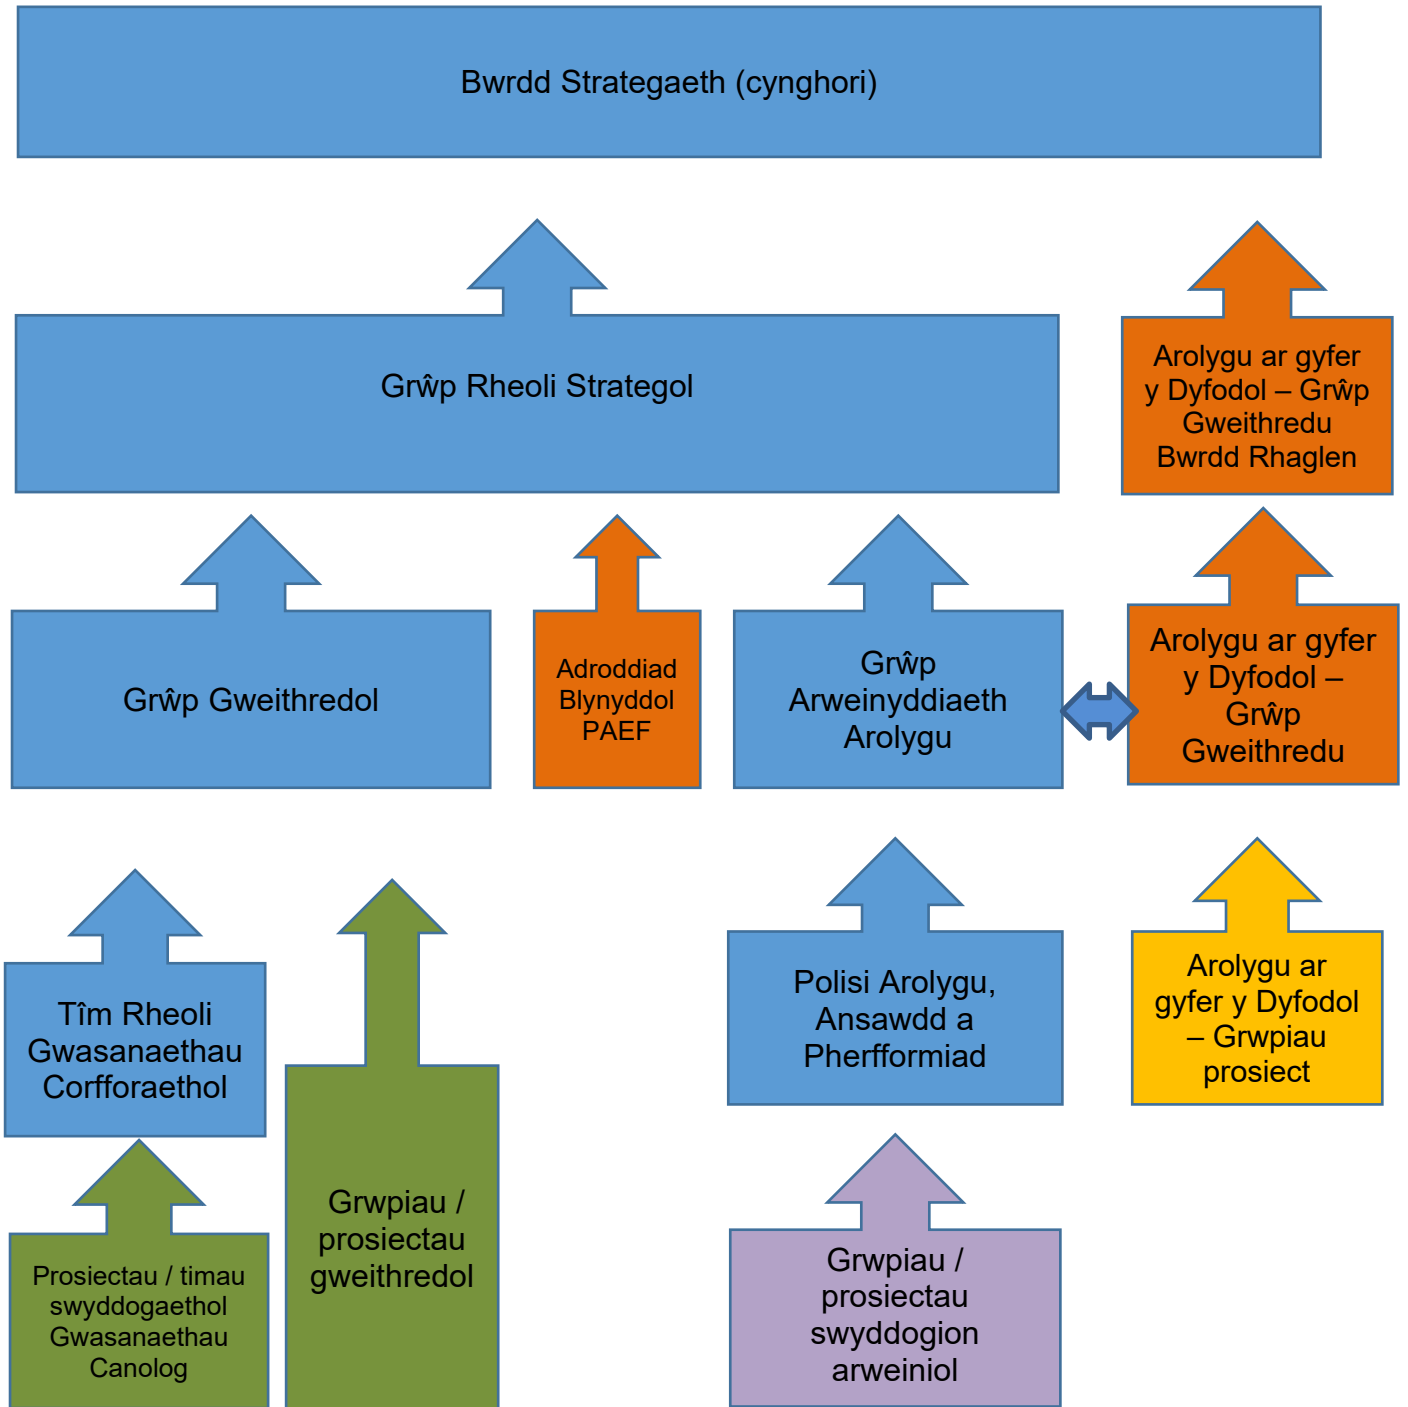 Bwrdd Strategaeth (cynghori)
Grŵp Rheoli Strategol
Arolygu ar gyfer
y Dyfodol – Grŵp
Gweithredu
Bwrdd Rhaglen
Grŵp Gweithredol
Adroddiad
Blynyddol
PAEF
Grŵp
Arweinyddiaeth
Arolygu
Arolygu ar gyfer
y Dyfodol –
Grŵp
Gweithredu
Tîm Rheoli
Gwasanaethau
Corfforaethol
Grwpiau /
prosiectau
gweithredol
Polisi Arolygu,
Ansawdd a
Pherfformiad
Arolygu ar
gyfer y Dyfodol
– Grwpiau
prosiect
Prosiectau / timau
swyddogaethol
Gwasanaethau
Canolog
Grwpiau /
prosiectau
swyddogion
arweiniol